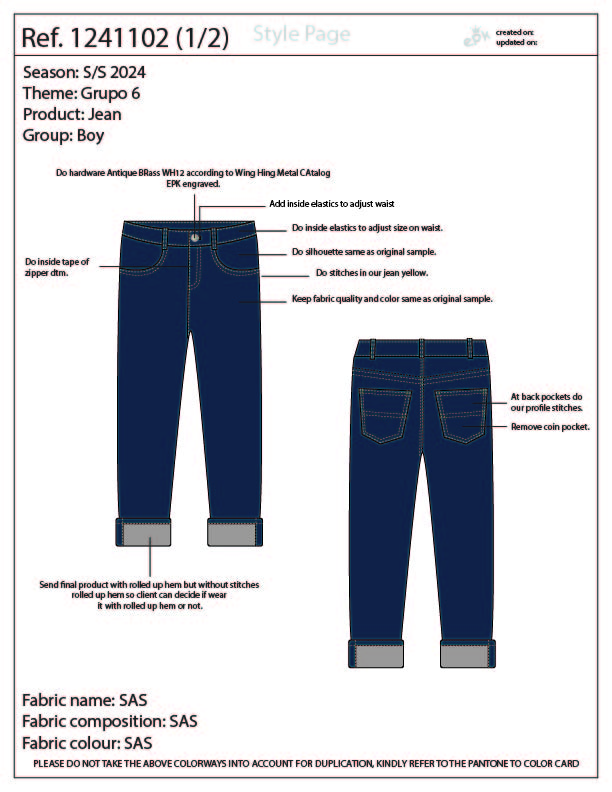 Ref. 1241102 (1/2)
Style Page
created on:
updated on:
Season: S/S 2024
Theme: Grupo 6
Product: Jean
Group: Boy
Do hardware Antique BRass WH12 according to Wing Hing Metal CAtalog
EPK engraved.
Add inside elastics to adjust waist
Do inside elastics to adjust size on waist.
Do silhouette same as original sample.
Do inside tape of
zipper dtm.
Do stitches in our jean yellow.
Keep fabric quality and color same as original sample.
At back pockets do
our profile stitches.
Remove coin pocket.
Send final product with rolled up hem but without stitches
rolled up hem so client can decide if wear
it with rolled up hem or not.
Fabric name: SAS
Fabric composition: SAS
Fabric colour: SAS
PLEASE DO NOT TAKE THE ABOVE COLORWAYS INTO ACCOUNT FOR DUPLICATION, KINDLY REFER TO THE PANTONE TO COLOR CARD